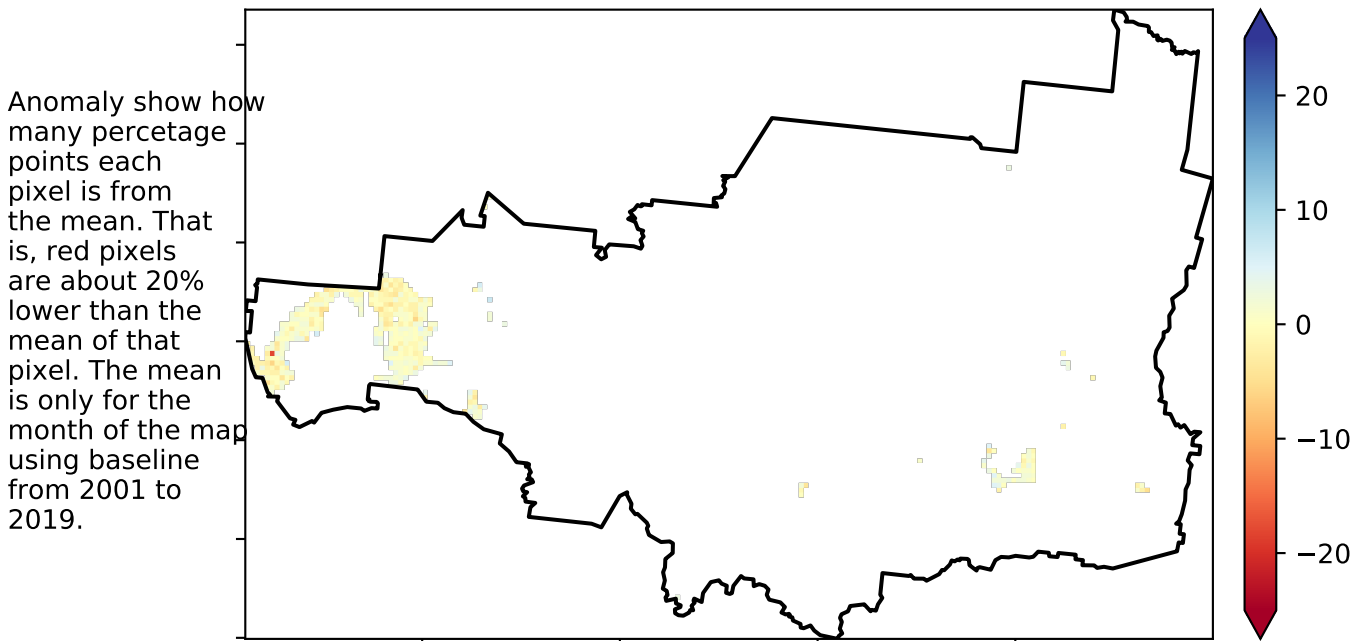 Anomaly show how
many percetage
points each
pixel is from
the mean. That
is, red pixels
are about 20%
lower than the
mean of that
pixel. The mean
is only for the
month of the map
using baseline
from 2001 to
2019.
20
10
0
−10
−20